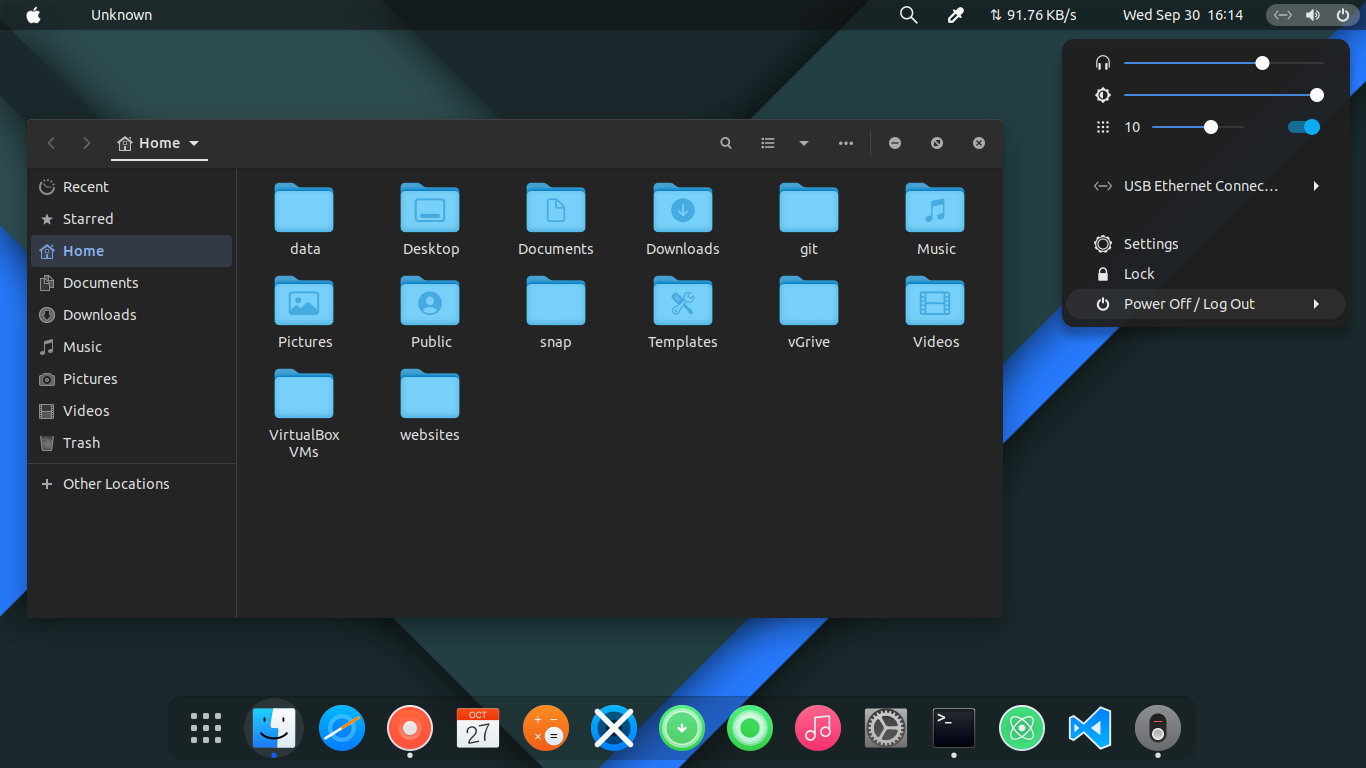 Unknown
⇅ 91.76 KB/s
Wed Sep 30 16:14
10
USB Ethernet Connec...
Settings
Lock
Power Off / Log Out
Home
Recent
Starred
Home
Documents
Downloads
Music
Pictures
Videos
Trash
Other Locations
data
Desktop
Documents
Downloads
git
Music
Pictures
Public
snap
Templates
vGrive
Videos
VirtualBox
VMs
websites
OCT
27
>_